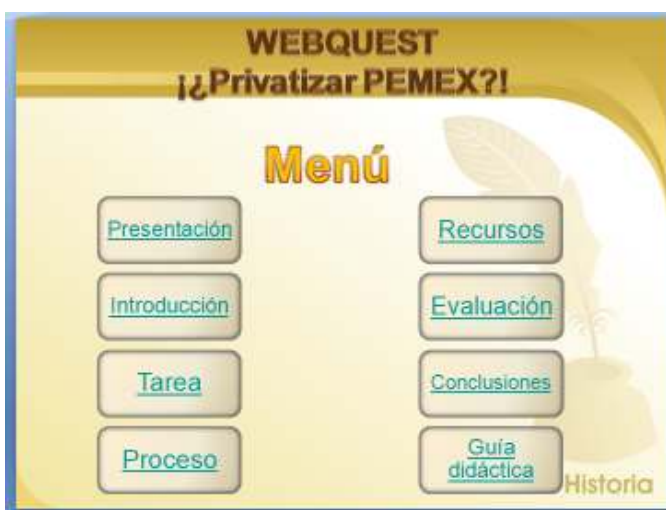 WEBQUEST
¡¿Privatizar PEMEX?!
Menú
Presentación
Introducción
Tarea
Proceso
Recursos
Evaluación
Conclusiones
Guía
didáctica
Historia